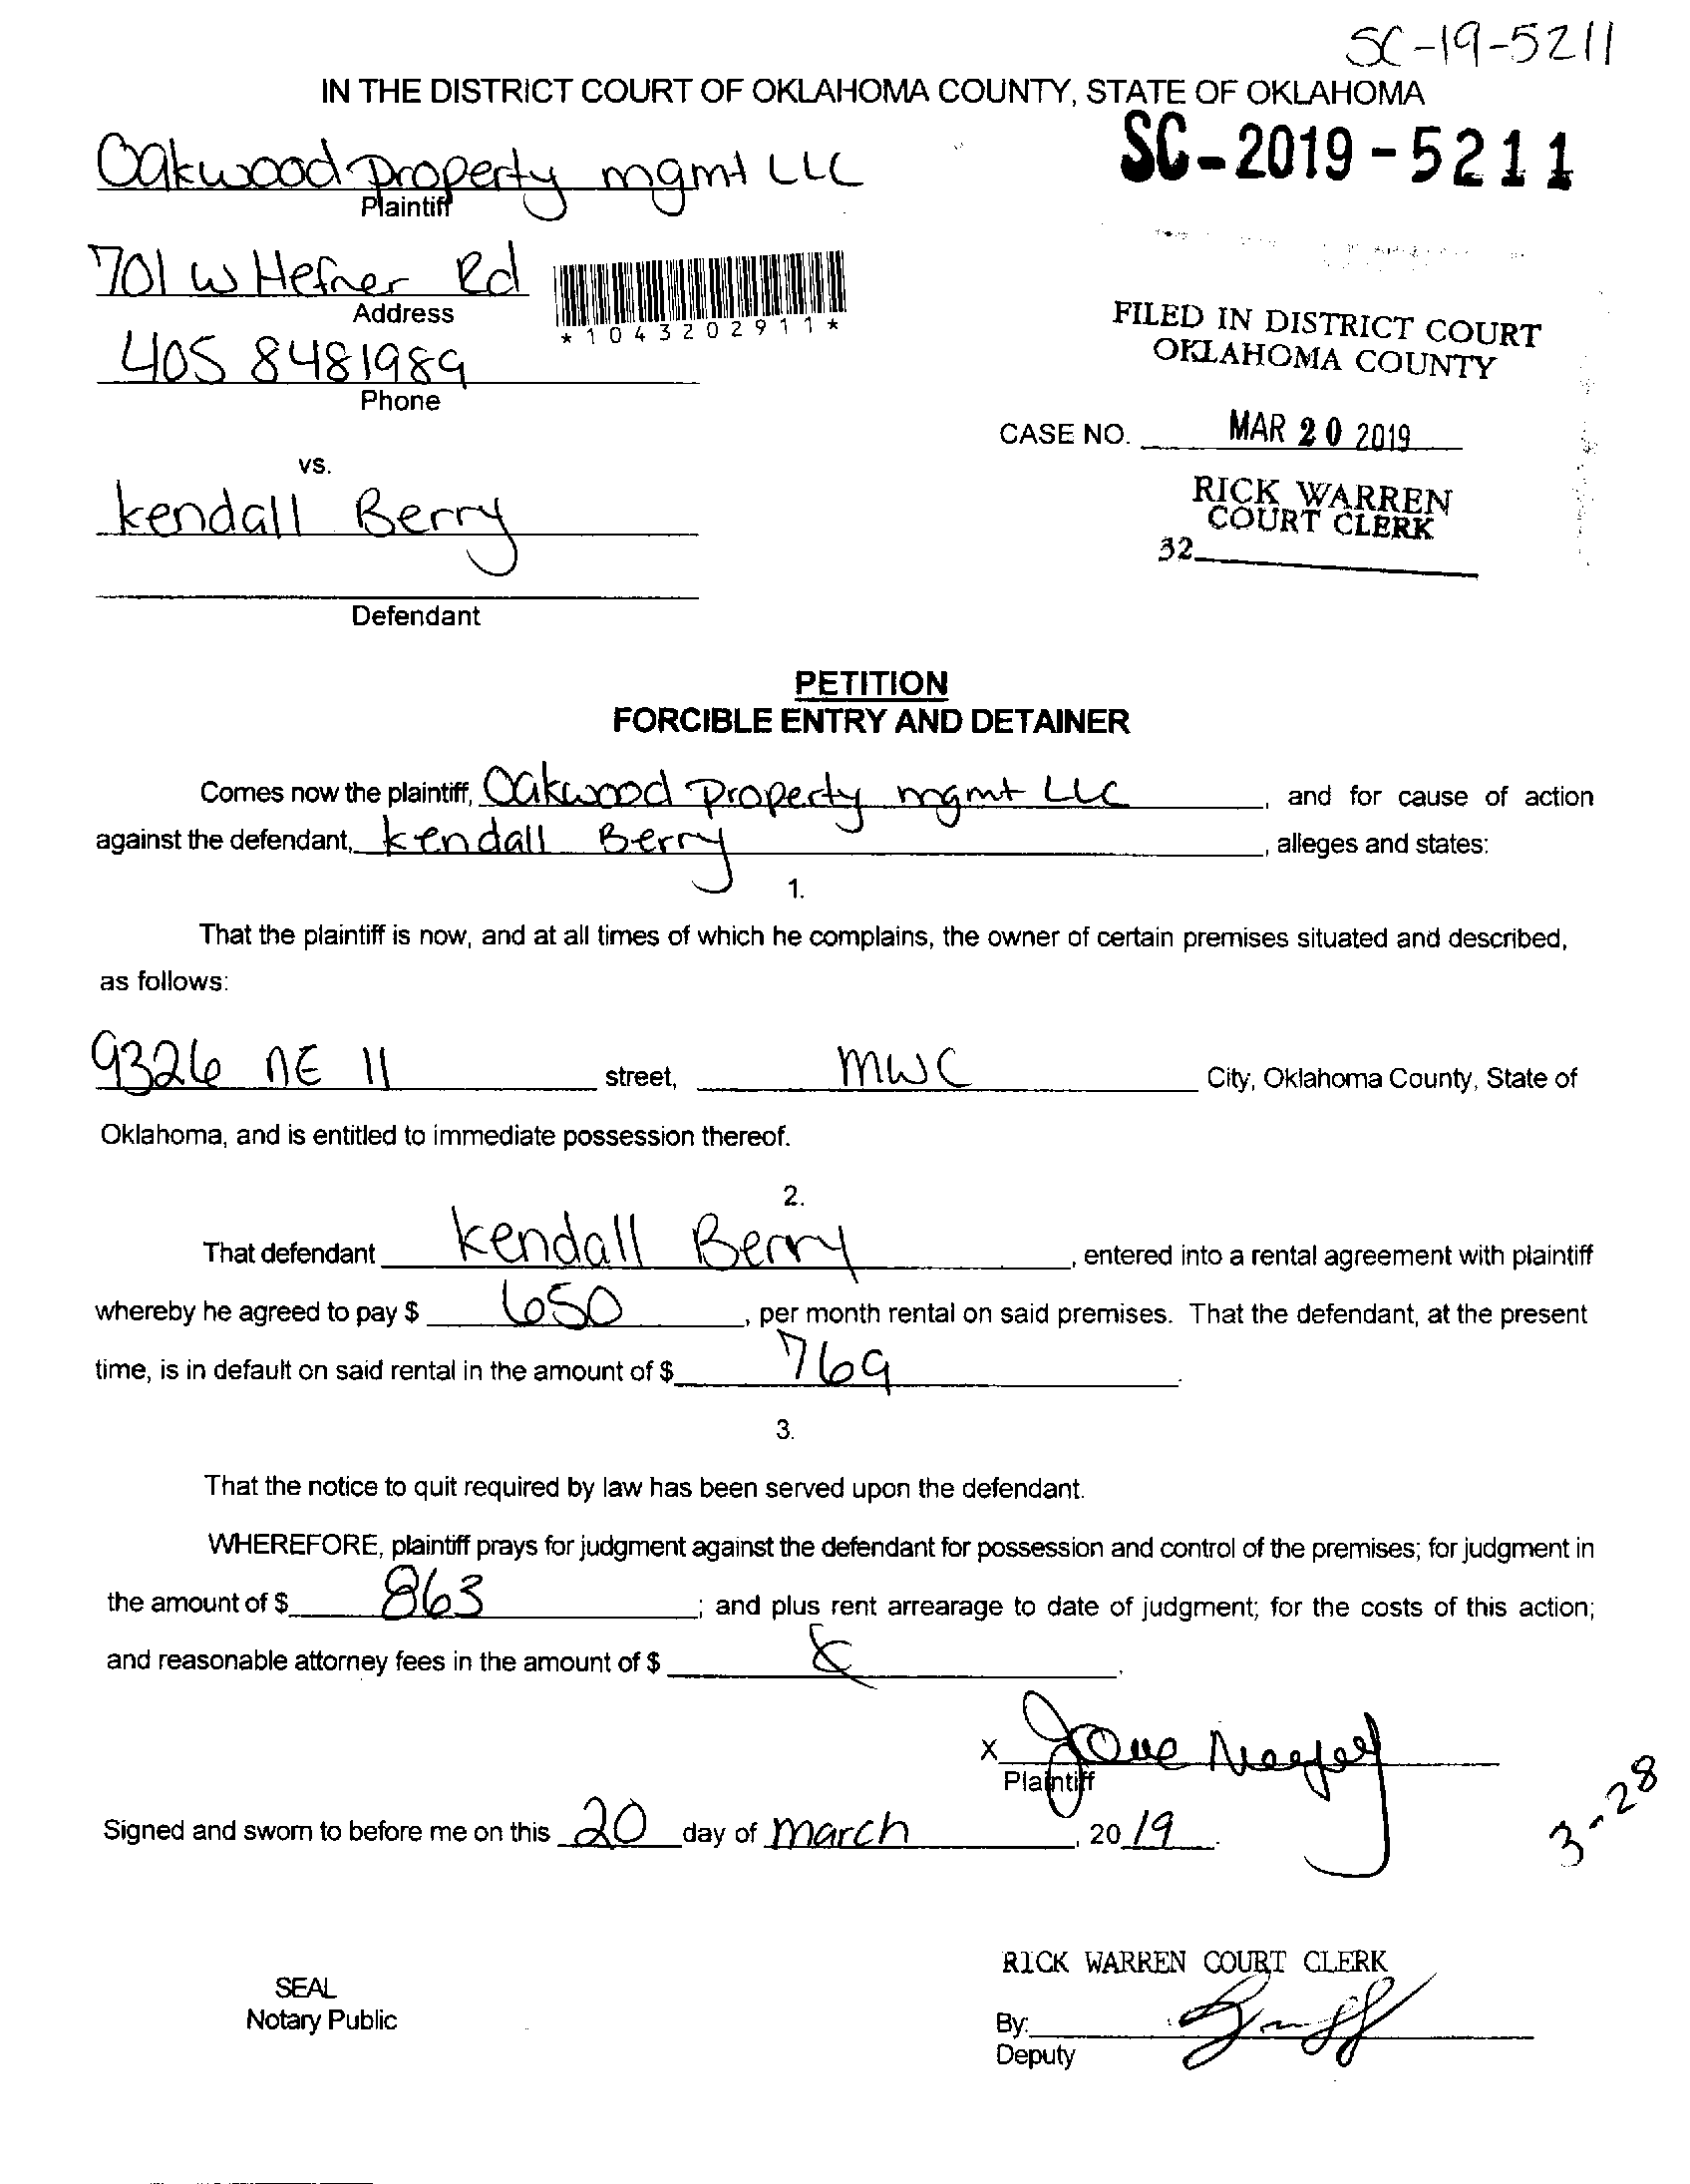 SC-19-5211
IN THE DISTRICT COURT OF OKLAHOMA COUNTY, STATE OF OKLAHOMA
SC-2019-5211
Oakwood property mgmt LLC
Plaintiff
701 W Hefner Rd
Address
*1043202911*
405 8481989
Phone
FILED IN DISTRICT COURT
OKLAHOMA COUNTY
CASE NO. MAR 20 2019
vs.
RICK WARREN
COURT CLERK
32
kendall Berry
Defendant
PETITION
FORCIBLE ENTRY AND DETAINER
Comes now the plaintiff, Oakwood property mgmt LLC, and for cause of action
against the defendant, kendall Berry, alleges and states:
1.
That the plaintiff is now, and at all times of which he complains, the owner of certain premises situated and described,
as follows:
9326 NE 11 street, MWC City, Oklahoma County, State of
Oklahoma, and is entitled to immediate possession thereof.
2.
That defendant kendall Berry, entered into a rental agreement with plaintiff
whereby he agreed to pay $ 650, per month rental on said premises. That the defendant, at the present
time, is in default on said rental in the amount of $ 769.
3.
That the notice to quit required by law has been served upon the defendant.
WHEREFORE, plaintiff prays for judgment against the defendant for possession and control of the premises; for judgment in
the amount of $ 863; and plus rent arrearage to date of judgment; for the costs of this action;
and reasonable attorney fees in the amount of $ .
X
Plaintiff
Signed and sworn to before me on this 20 day of march, 20 19.
3-28
RICK WARREN COURT CLERK
SEAL
Notary Public
By:
Deputy